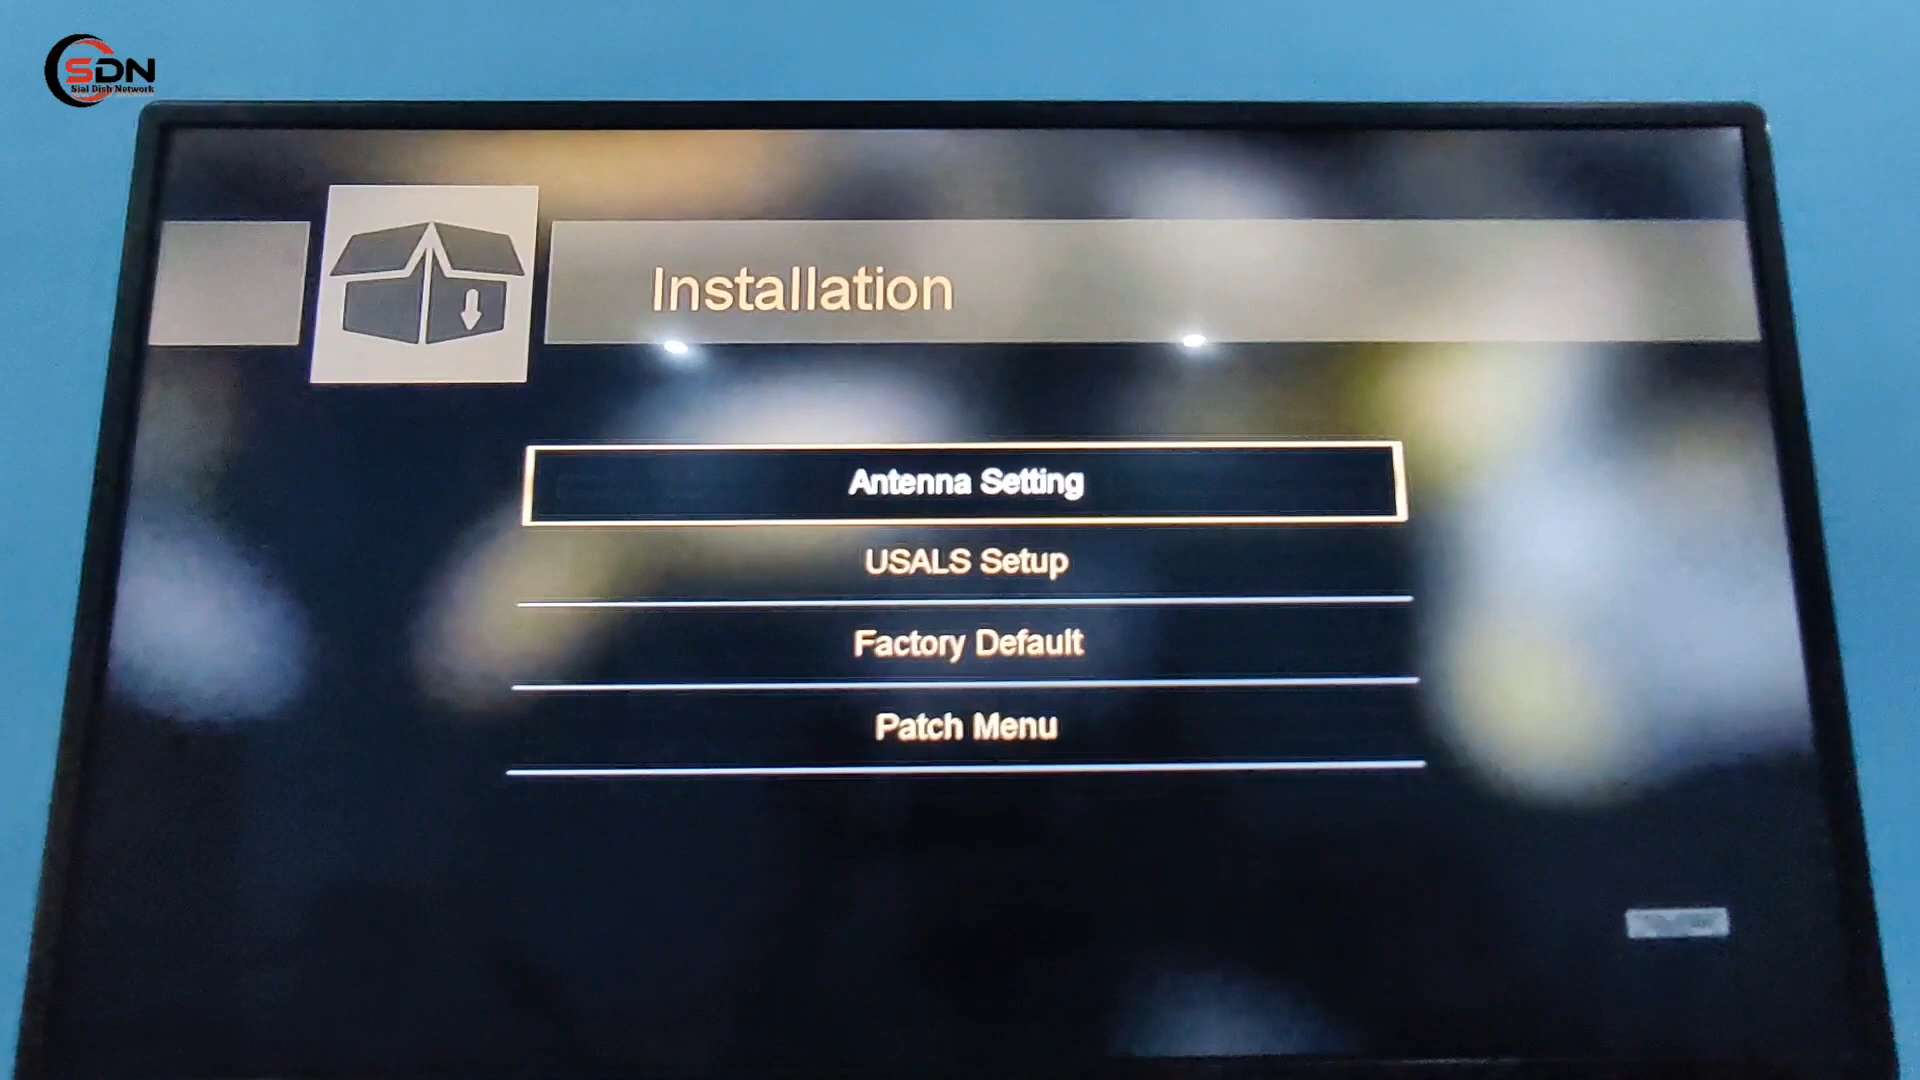 SDN
Sial Dish Network
Installation
Antenna Setting
USALS Setup
Factory Default
Patch Menu